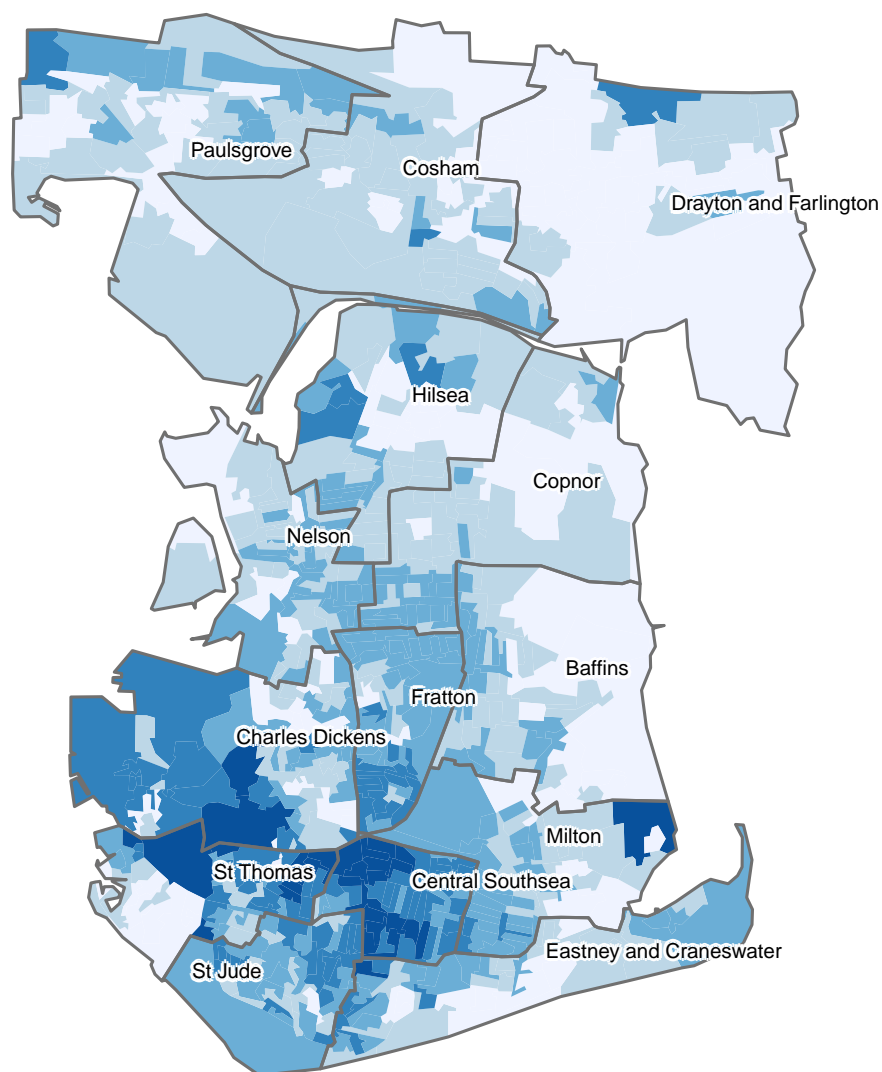 Paulsgrove
Cosham
Drayton and Farlington
Hilsea
Copnor
Nelson
Baffins
Fratton
Charles Dickens
Milton
St Thomas
Central Southsea
Eastney and Craneswater
St Jude